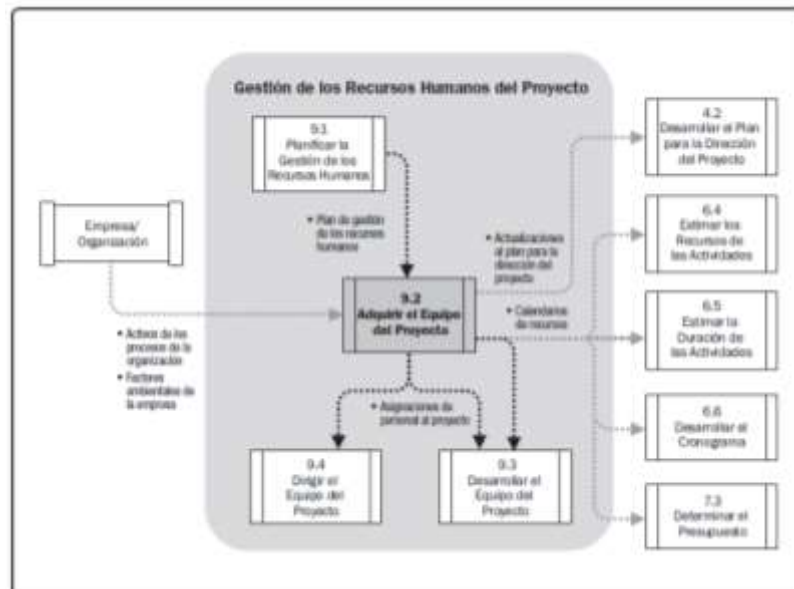 Gestión de los Recursos Humanos del Proyecto
9.1
Planificar la
Gestión de los
Recursos Humanos
4.2
Desarrollar el Plan
para la Dirección
del Proyecto
Empresa/
Organización
• Plan de gestión
de los recursos
humanos
• Actualizaciones
al plan para la
dirección del
proyecto
6.4
Estimar los
Recursos de
las Actividades
9.2
Adquirir el Equipo
del Proyecto
• Calendarios
de recursos
6.5
Estimar la
Duración de
las Actividades
• Activos de los
procesos de la
organización
• Factores
ambientales de
la empresa
• Asignaciones de
personal al proyecto
6.6
Desarrollar el
Cronograma
9.4
Dirigir el
Equipo del
Proyecto
9.3
Desarrollar el
Equipo del
Proyecto
7.3
Determinar el
Presupuesto